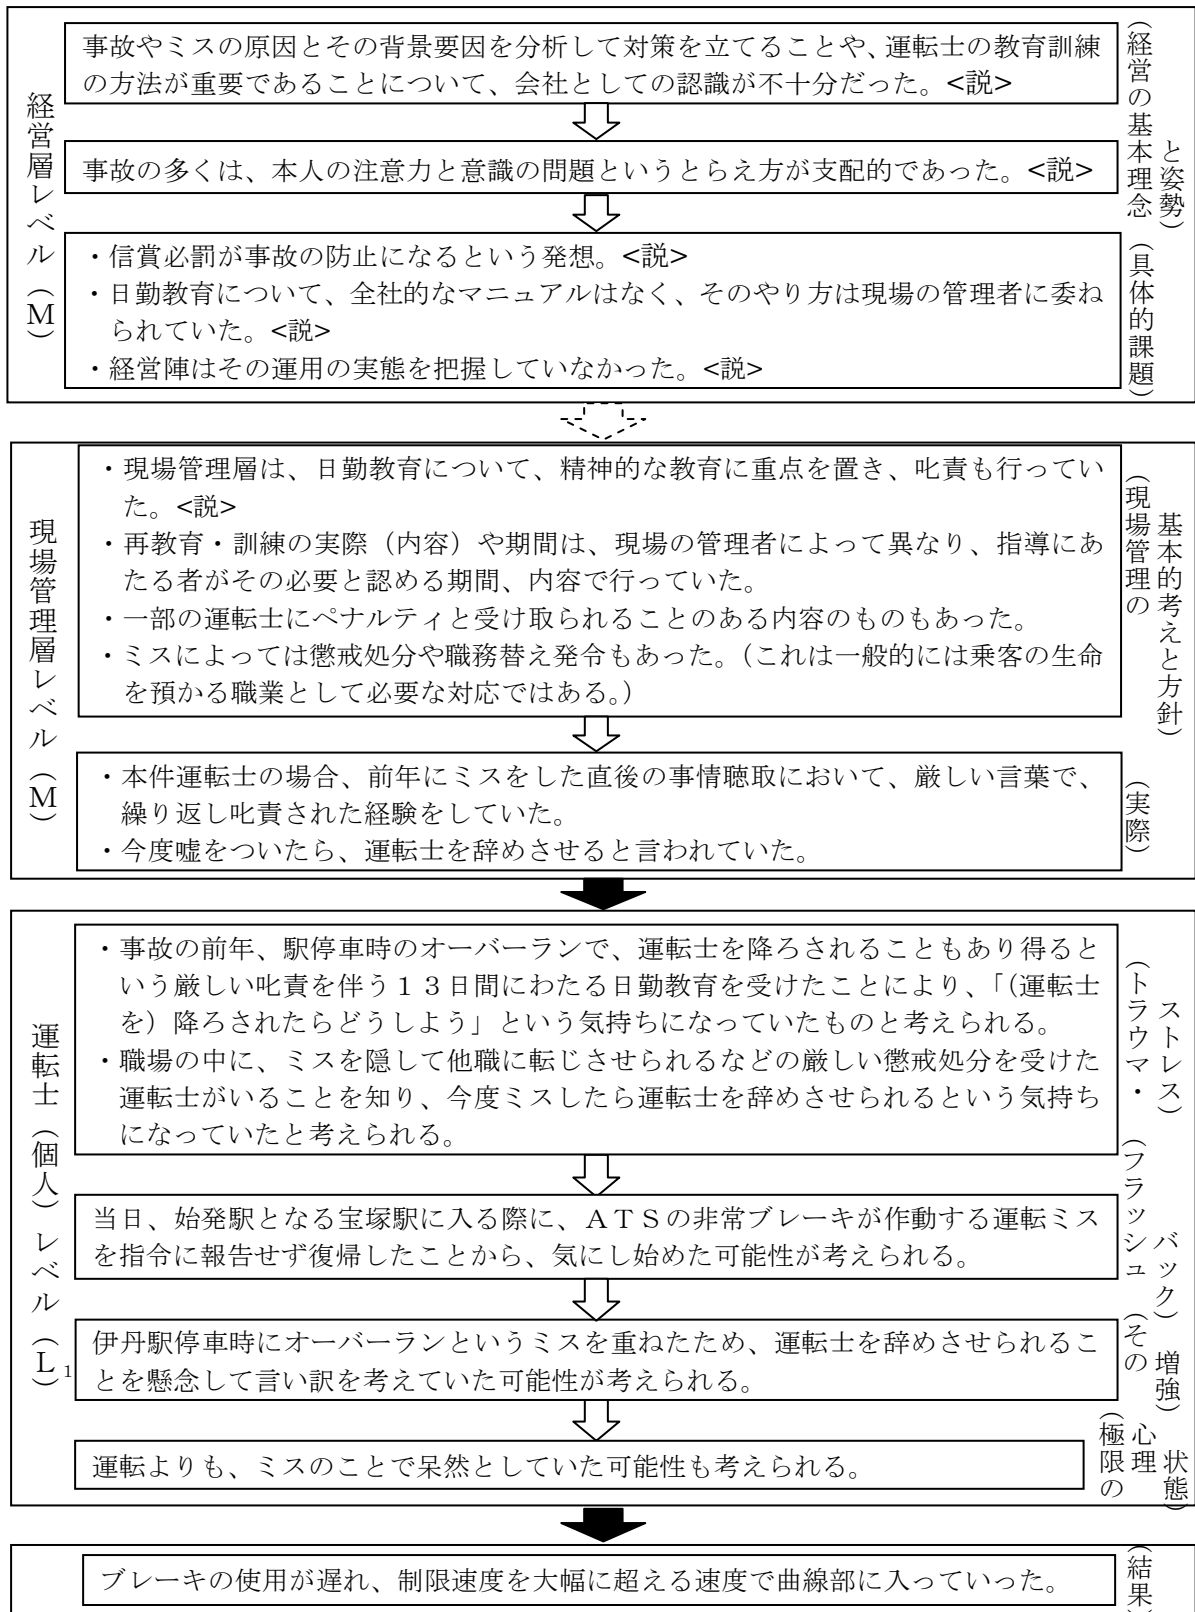 経営層レベル（Ｍ）
（経営の基本理念と姿勢）
事故やミスの原因とその背景要因を分析して対策を立てることや、運転士の教育訓練
の方法が重要であることについて、会社としての認識が不十分だった。<説>
事故の多くは、本人の注意力と意識の問題というとらえ方が支配的であった。<説>
（具体的課題）
・信賞必罰が事故の防止になるという発想。<説>
・日勤教育について、全社的なマニュアルはなく、そのやり方は現場の管理者に委ね
られていた。<説>
・経営陣はその運用の実態を把握していなかった。<説>
現場管理層レベル（Ｍ）
（現場管理の基本的考えと方針）
・現場管理層は、日勤教育について、精神的な教育に重点を置き、叱責も行ってい
た。<説>
・再教育・訓練の実際（内容）や期間は、現場の管理者によって異なり、指導にあ
たる者がその必要と認める期間、内容で行っていた。
・一部の運転士にペナルティと受け取られることのある内容のものもあった。
・ミスによっては懲戒処分や職務替え発令もあった。（これは一般的には乗客の生命
を預かる職業として必要な対応ではある。）
（実際）
・本件運転士の場合、前年にミスをした直後の事情聴取において、厳しい言葉で、
繰り返し叱責された経験をしていた。
・今度嘘をついたら、運転士を辞めさせると言われていた。
運転士（個人）レベル（Ｌ1）
（トラウマ・ストレス）
・事故の前年、駅停車時のオーバーランで、運転士を降ろされることもあり得ると
いう厳しい叱責を伴う１３日間にわたる日勤教育を受けたことにより、「（運転士
を）降ろされたらどうしよう」という気持ちになっていたものと考えられる。
・職場の中に、ミスを隠して他職に転じさせられるなどの厳しい懲戒処分を受けた
運転士がいることを知り、今度ミスしたら運転士を辞めさせられるという気持ち
になっていたと考えられる。
（フラッシュバック）
当日、始発駅となる宝塚駅に入る際に、ＡＴＳの非常ブレーキが作動する運転ミス
を指令に報告せず復帰したことから、気にし始めた可能性が考えられる。
（その増強）
伊丹駅停車時にオーバーランというミスを重ねたため、運転士を辞めさせられるこ
とを懸念して言い訳を考えていた可能性が考えられる。
（極限の心理状態）
運転よりも、ミスのことで呆然としていた可能性も考えられる。
（結果）
ブレーキの使用が遅れ、制限速度を大幅に超える速度で曲線部に入っていった。